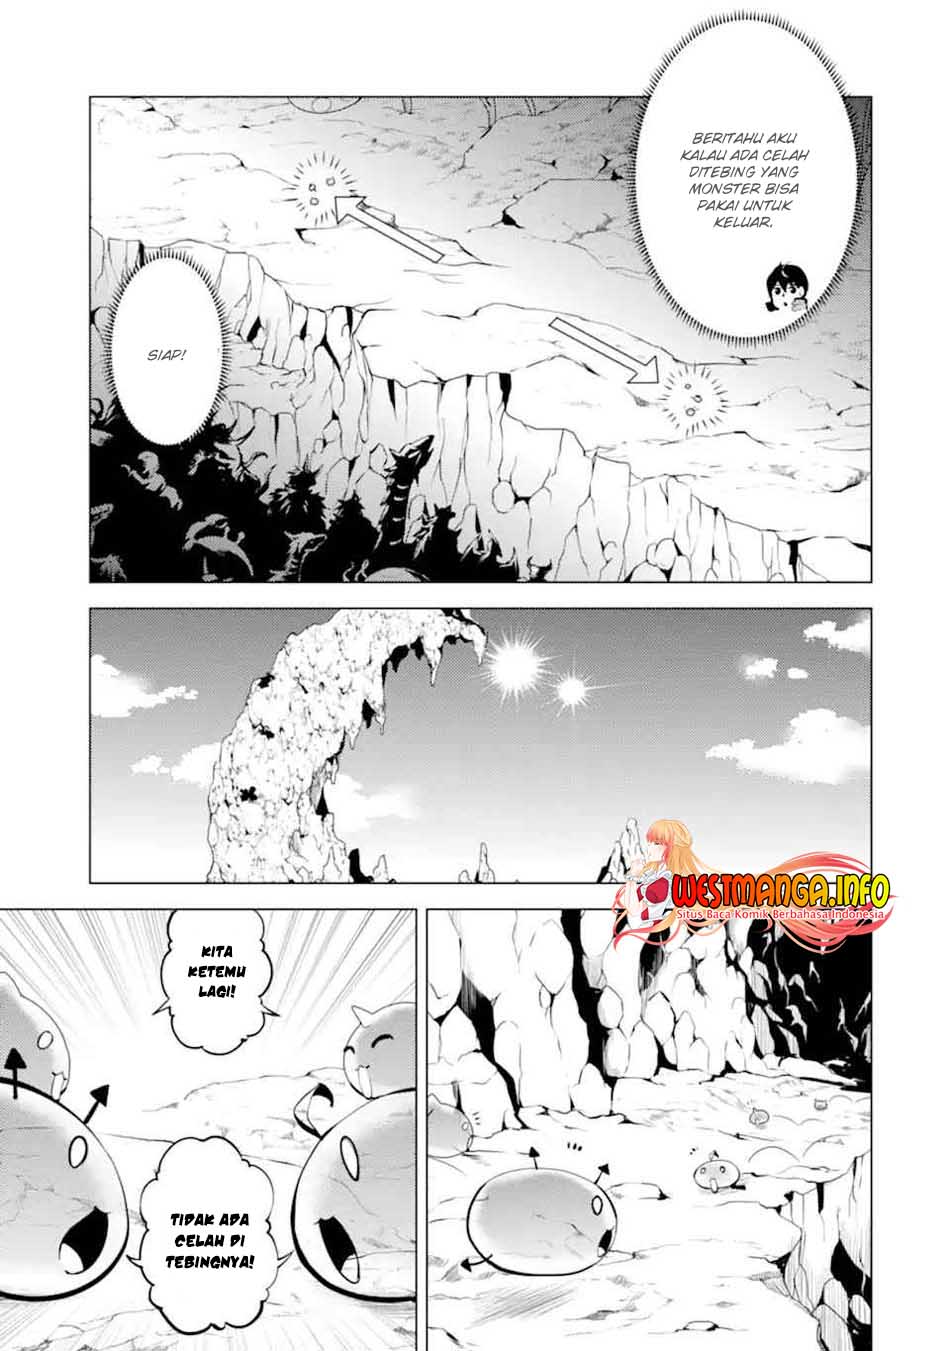 BERITAHU AKU
KALAU ADA CELAH
DITEBING YANG
MONSTER BISA
PAKAI UNTUK
KELUAR.
SIAP!
WESTMANGA.INFO
SITUS BACA KOMIK BERBAHASA INDONESIA
KITA
KETEMU
LAGI!
TIDAK ADA
CELAH DI
TEBINGNYA!